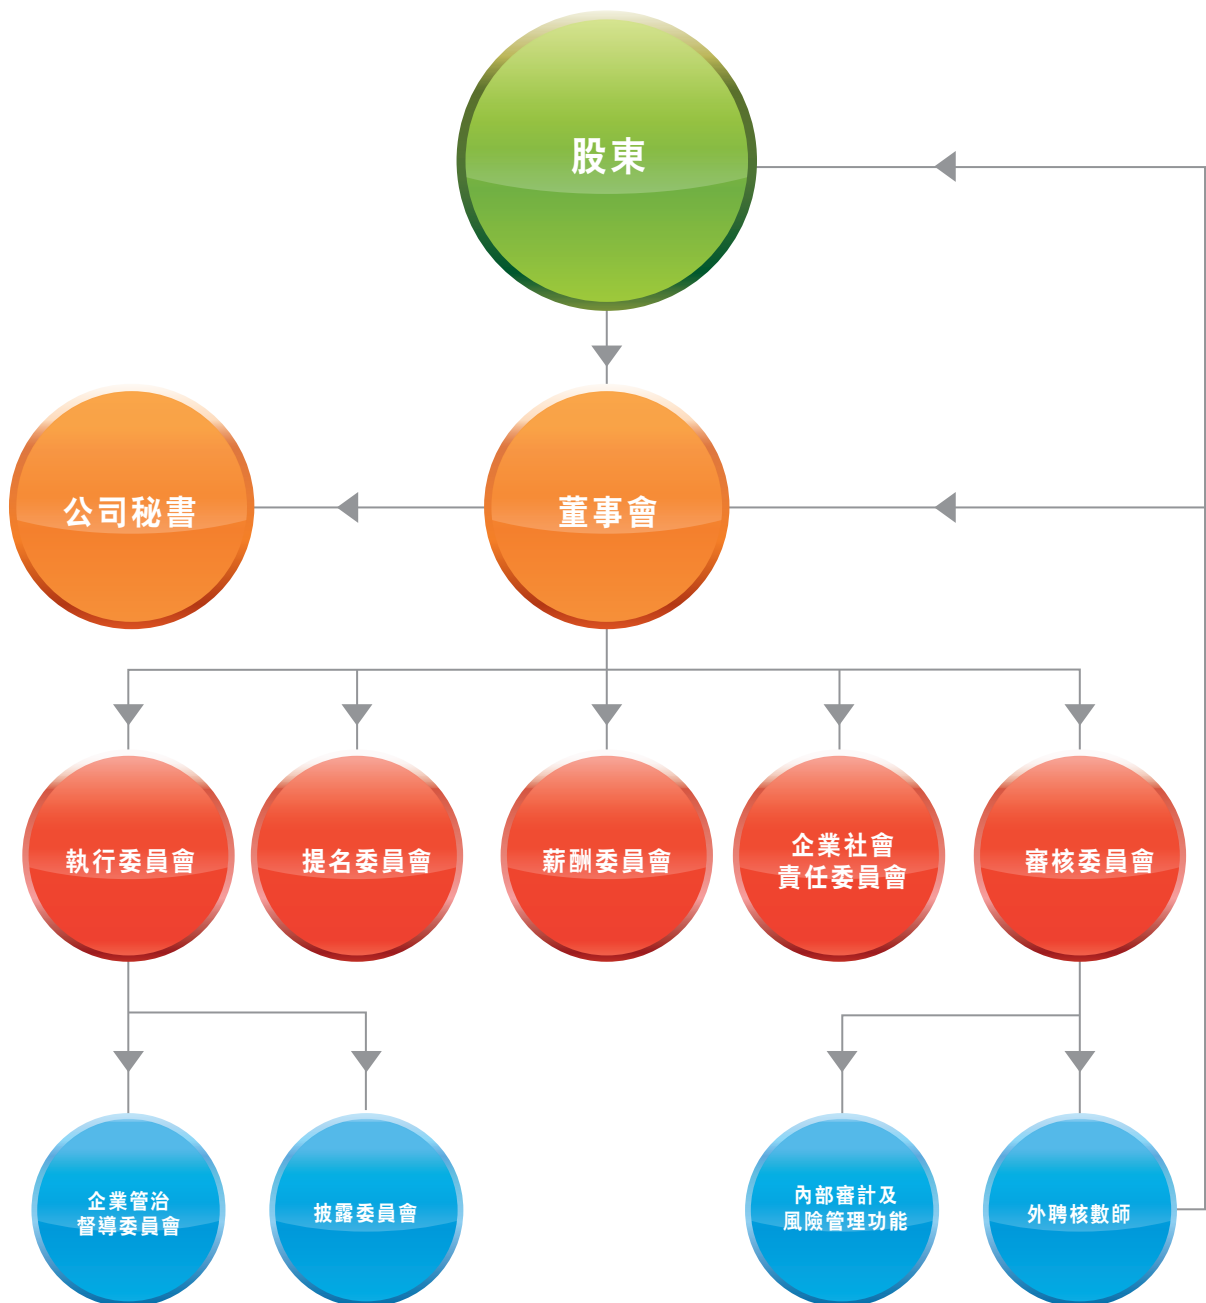 股東
公司秘書
董事會
執行委員會
提名委員會
薪酬委員會
企業社會
責任委員會
審核委員會
企業管治
督導委員會
披露委員會
內部審計及
風險管理功能
外聘核數師